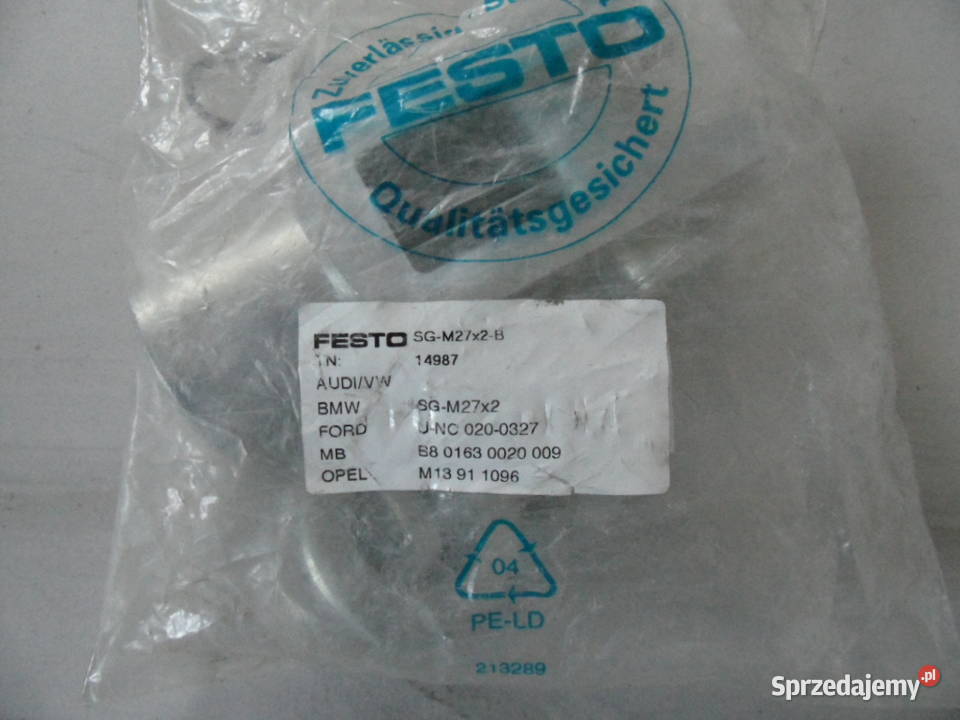 Zuverlässig
FESTO
Qualitätsgesichert
FESTO SG-M27x2-B
TN: 14987
AUDI/VW
BMW SG-M27x2
FORD U-NC 020-0327
MB B8 0163 0020 009
OPEL: M13 91 1096
04
PE-LD
213289
Sprzedajemy.pl